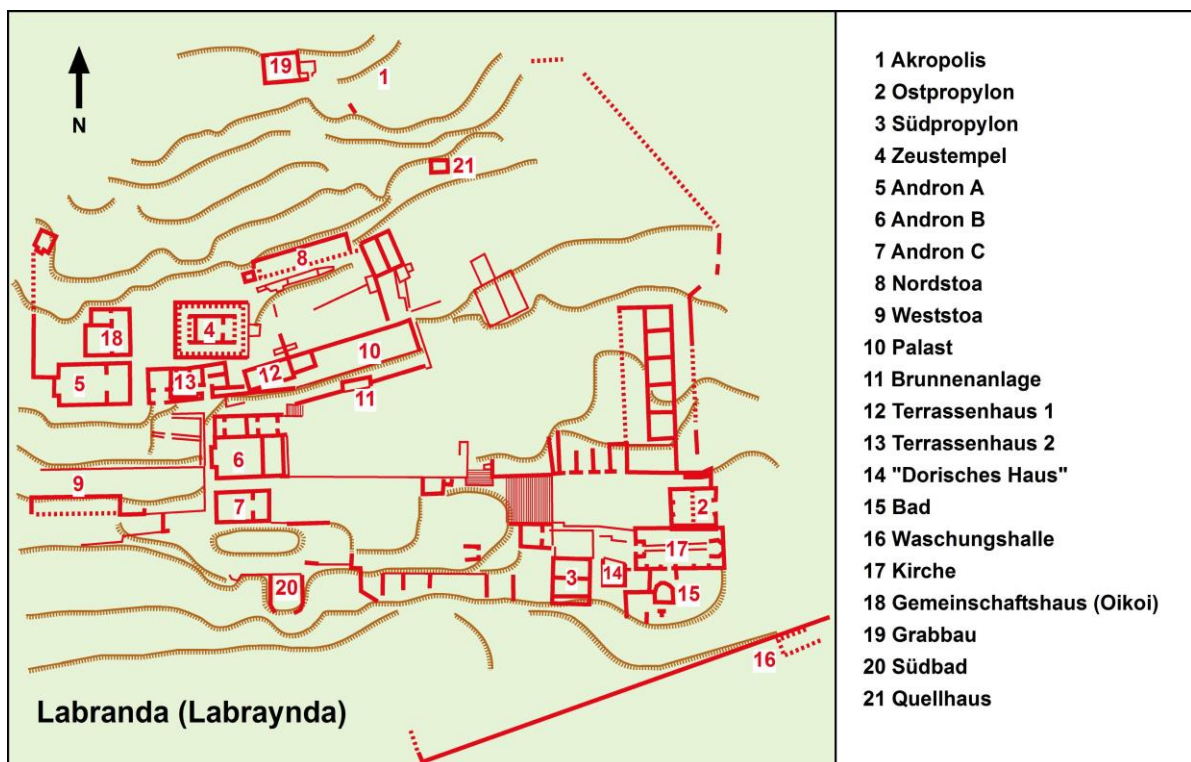 19
1
N
21
8
4
18
10
12
13
5
11
6
9
7
2
17
3
14
20
15
16
Labranda (Labraynda)
1 Akropolis
2 Ostpropylon
3 Südpropylon
4 Zeustempel
5 Andron A
6 Andron B
7 Andron C
8 Nordstoa
9 Weststoa
10 Palast
11 Brunnenanlage
12 Terrassenhaus 1
13 Terrassenhaus 2
14 "Dorisches Haus"
15 Bad
16 Waschungshalle
17 Kirche
18 Gemeinschaftshaus (Oikoi)
19 Grabbau
20 Südbad
21 Quellhaus